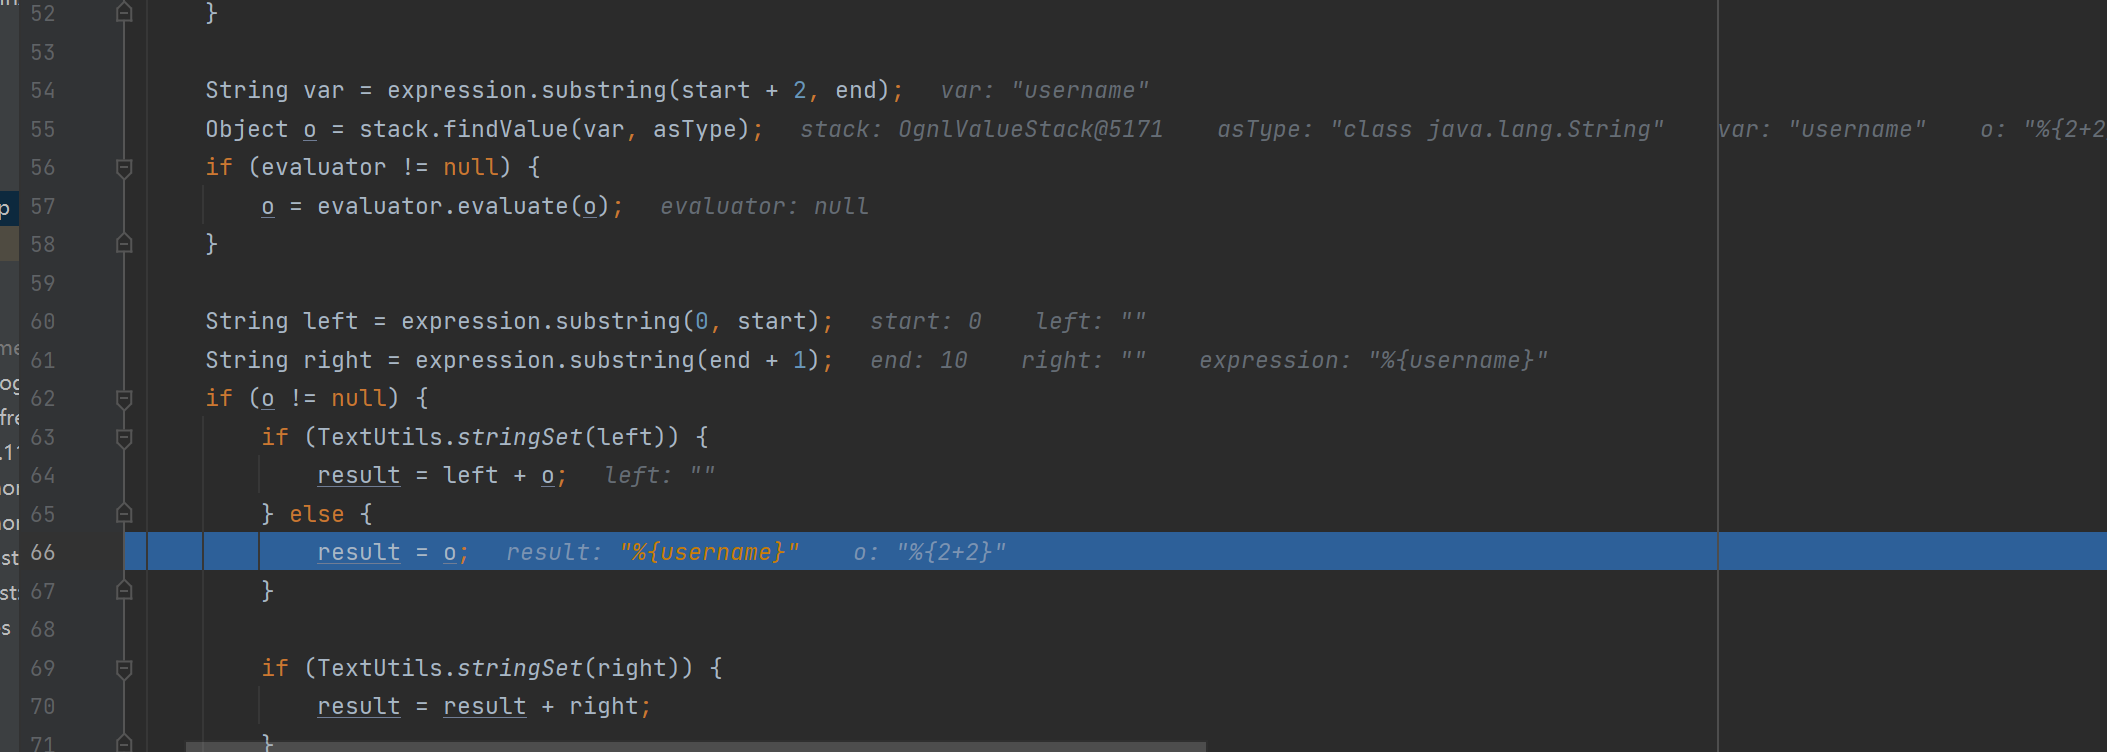 52 }
53
54 String var = expression.substring(start + 2, end); var: "username"
55 Object o = stack.findValue(var, asType); stack: OgnlValueStack@5171 asType: "class java.lang.String" var: "username" o: "%{2+2
56 if (evaluator != null) {
57 o = evaluator.evaluate(o); evaluator: null
58 }
59
60 String left = expression.substring(0, start); start: 0 left: ""
61 String right = expression.substring(end + 1); end: 10 right: "" expression: "%{username}"
62 if (o != null) {
63 if (TextUtils.stringSet(left)) {
64 result = left + o; left: ""
65 } else {
66 result = o; result: "%{username}" o: "%{2+2}"
67 }
68
69 if (TextUtils.stringSet(right)) {
70 result = result + right;
71 }